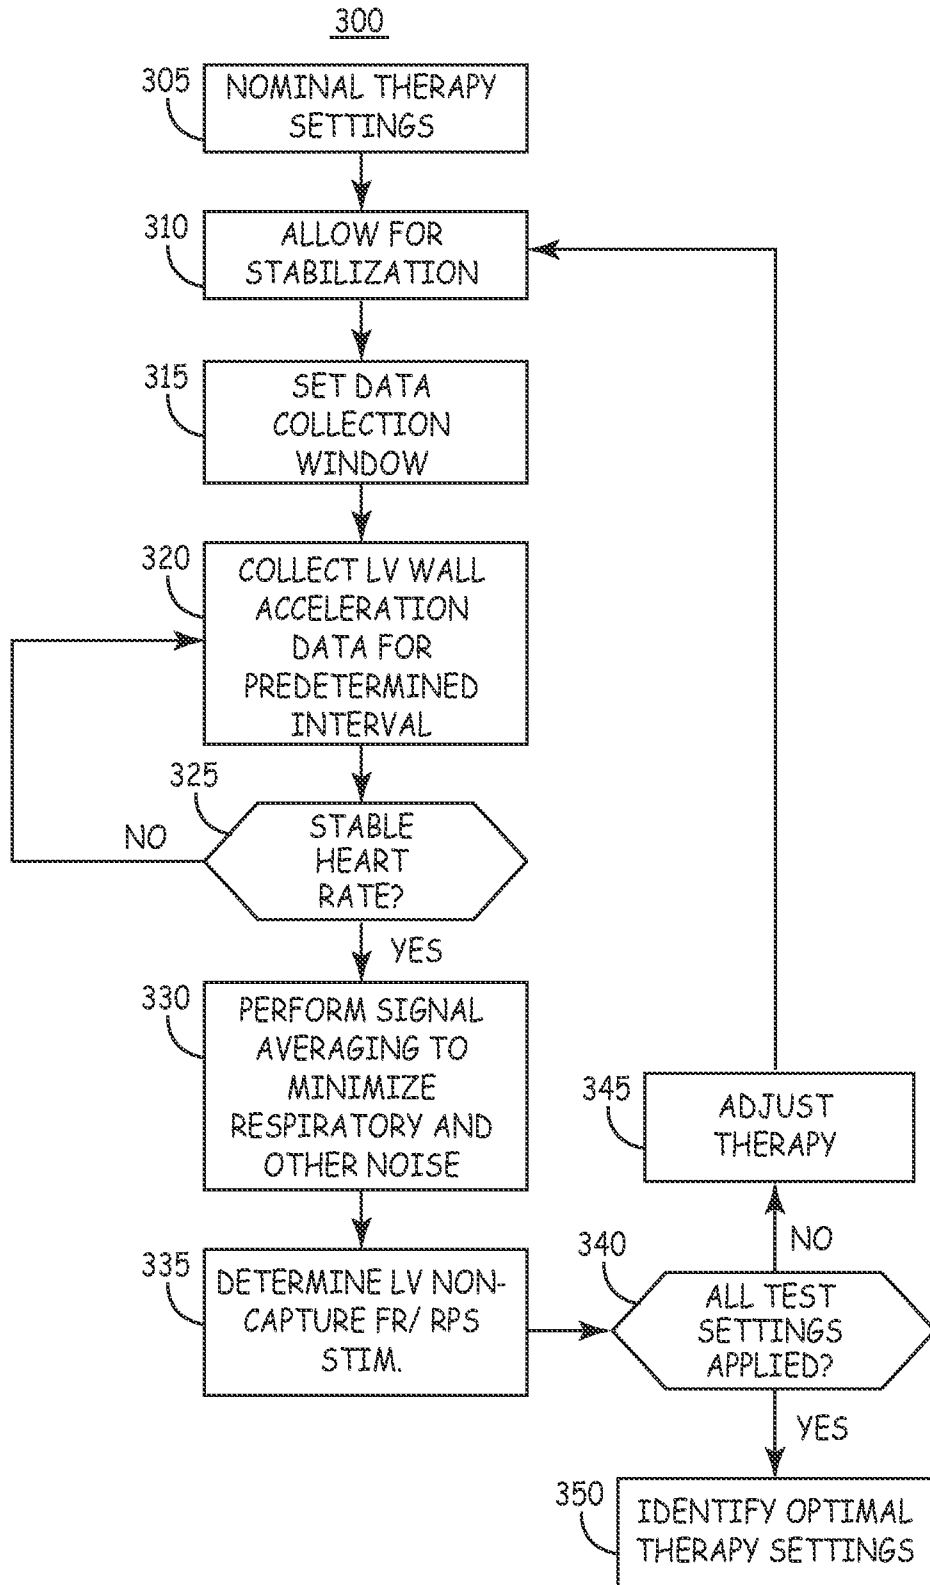 300
305
NOMINAL THERAPY
SETTINGS
310
ALLOW FOR
STABILIZATION
315
SET DATA
COLLECTION
WINDOW
320
COLLECT LV WALL
ACCELERATION
DATA FOR
PREDETERMINED
INTERVAL
325
STABLE
HEART
RATE?
NO
YES
330
PERFORM SIGNAL
AVERAGING TO
MINIMIZE
RESPIRATORY AND
OTHER NOISE
335
DETERMINE LV NON-
CAPTURE FR/ RPS
STIM.
340
ALL TEST
SETTINGS
APPLIED?
NO
345
ADJUST
THERAPY
YES
350
IDENTIFY OPTIMAL
THERAPY SETTINGS